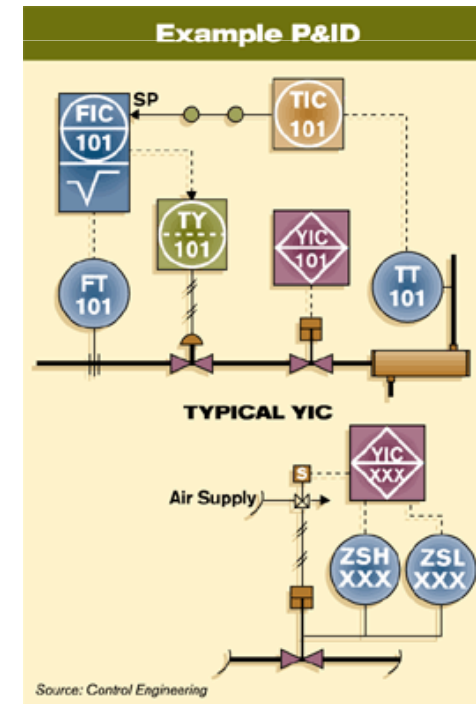 Example P&ID
FIC
101
SP
TIC
101
TY
101
YIC
101
FT
101
TT
101
TYPICAL YIC
S
YIC
XXX
Air Supply
ZSH
XXX
ZSL
XXX
Source: Control Engineering